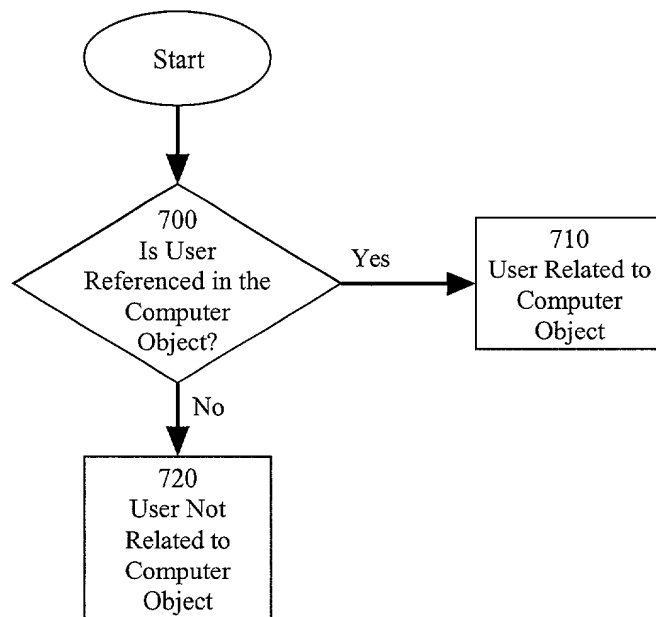 Start
700
Is User
Referenced in the
Computer
Object?
Yes
710
User Related to
Computer
Object
No
720
User Not
Related to
Computer
Object